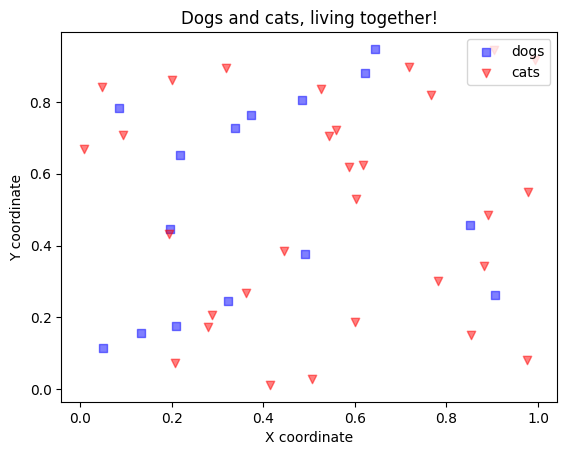 Dogs and cats, living together!
dogs
cats
Y coordinate
0.8
0.6
0.4
0.2
0.0
0.0 0.2 0.4 0.6 0.8 1.0
X coordinate